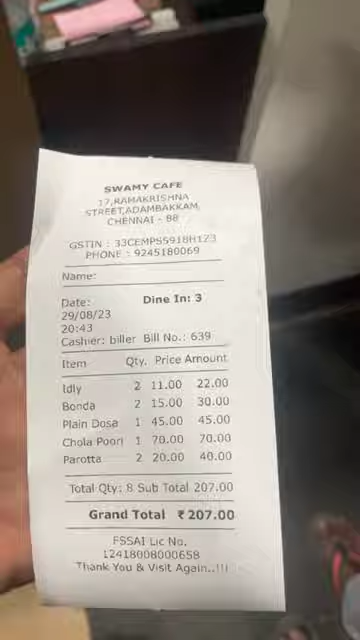 SWAMY CAFE
17,RAMAKRISHNA
STREET,ADAMBAKKAM,
CHENNAI - 88
GSTIN : 33CEMPS5918H1Z3
PHONE : 9245180069
Name:
Date: Dine In: 3
29/08/23
20:43
Cashier: biller Bill No.: 639
Item Qty. Price Amount
Idly 2 11.00 22.00
Bonda 2 15.00 30.00
Plain Dosa 1 45.00 45.00
Chola Poori 1 70.00 70.00
Parotta 2 20.00 40.00
Total Qty: 8 Sub Total 207.00
Grand Total ₹ 207.00
FSSAI Lic No.
12418008000658
Thank You & Visit Again..!!!